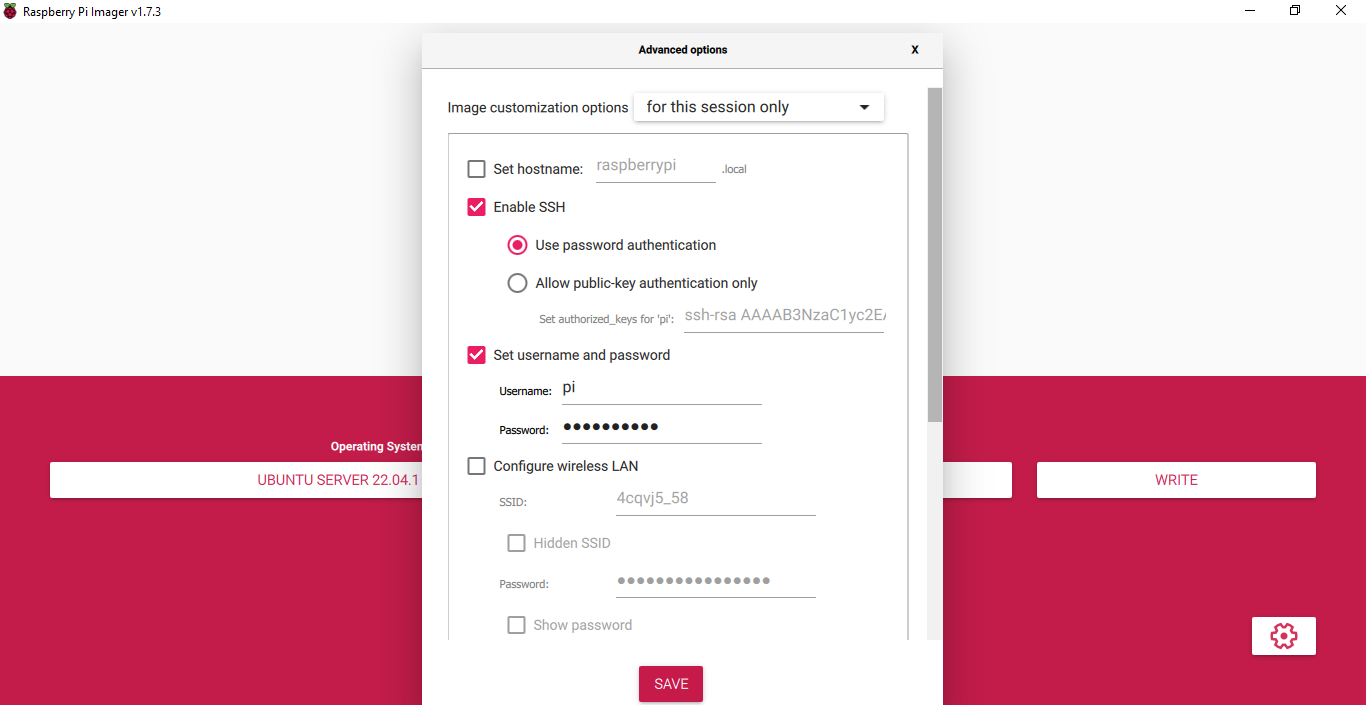 Raspberry Pi Imager v1.7.3
Advanced options X
Image customization options for this session only
Set hostname: raspberrypi .local
Enable SSH
Use password authentication
Allow public-key authentication only
Set authorized_keys for 'pi': ssh-rsa AAAAB3NzaC1yc2EA
Set username and password
Username: pi
Password: ●●●●●●●●●●
Operating System
Configure wireless LAN
UBUNTU SERVER 22.04.1 WRITE
SSID: 4cqvj5_58
Hidden SSID
Password: ●●●●●●●●●●●●●●●●
Show password
SAVE